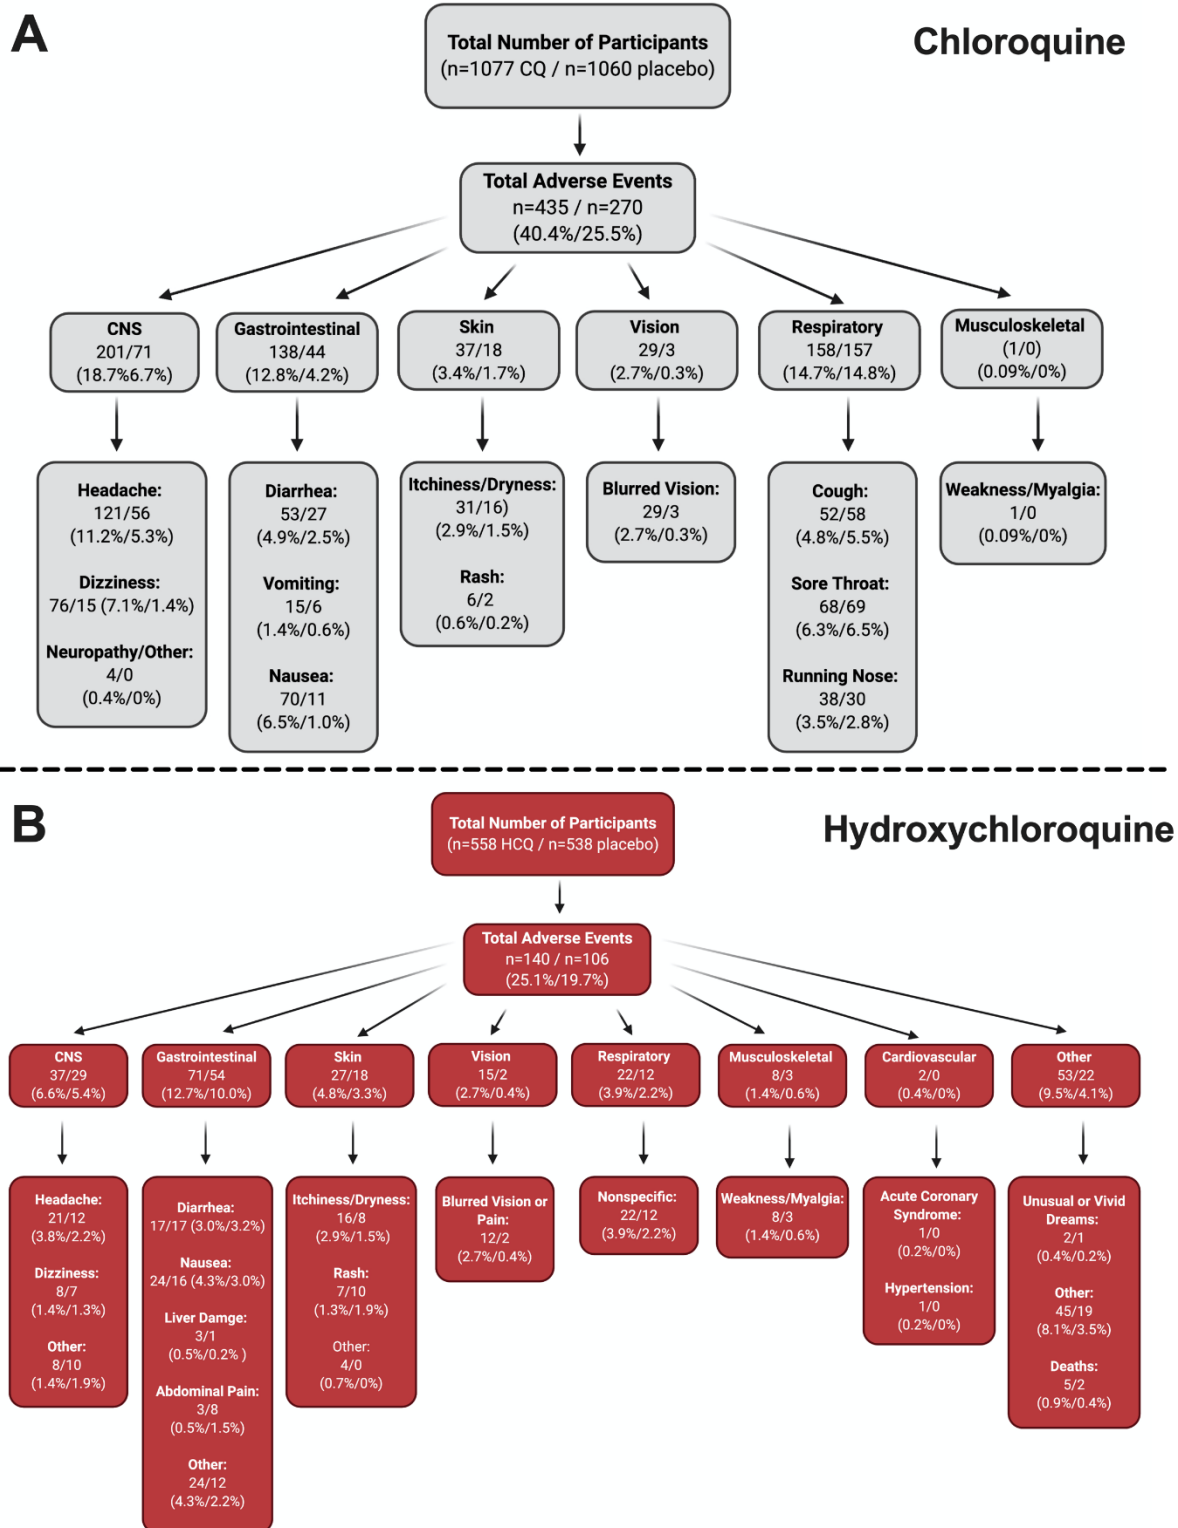 A
Chloroquine
Total Number of Participants
(n=1077 CQ / n=1060 placebo)
Total Adverse Events
n=435 / n=270
(40.4%/25.5%)
CNS
201/71
(18.7%6.7%)
Gastrointestinal
138/44
(12.8%/4.2%)
Skin
37/18
(3.4%/1.7%)
Vision
29/3
(2.7%/0.3%)
Respiratory
158/157
(14.7%/14.8%)
Musculoskeletal
(1/0)
(0.09%/0%)
Headache:
121/56
(11.2%/5.3%)
Dizziness:
76/15 (7.1%/1.4%)
Neuropathy/Other:
4/0
(0.4%/0%)
Diarrhea:
53/27
(4.9%/2.5%)
Vomiting:
15/6
(1.4%/0.6%)
Nausea:
70/11
(6.5%/1.0%)
Itchiness/Dryness:
31/16)
(2.9%/1.5%)
Rash:
6/2
(0.6%/0.2%)
Blurred Vision:
29/3
(2.7%/0.3%)
Cough:
52/58
(4.8%/5.5%)
Sore Throat:
68/69
(6.3%/6.5%)
Running Nose:
38/30
(3.5%/2.8%)
Weakness/Myalgia:
1/0
(0.09%/0%)
B
Hydroxychloroquine
Total Number of Participants
(n=558 HCQ / n=538 placebo)
Total Adverse Events
n=140 / n=106
(25.1%/19.7%)
CNS
37/29
(6.6%/5.4%)
Gastrointestinal
71/54
(12.7%/10.0%)
Skin
27/18
(4.8%/3.3%)
Vision
15/2
(2.7%/0.4%)
Respiratory
22/12
(3.9%/2.2%)
Musculoskeletal
8/3
(1.4%/0.6%)
Cardiovascular
2/0
(0.4%/0%)
Other
53/22
(9.5%/4.1%)
Headache:
21/12
(3.8%/2.2%)
Dizziness:
8/7
(1.4%/1.3%)
Other:
8/10
(1.4%/1.9%)
Diarrhea:
17/17 (3.0%/3.2%)
Nausea:
24/16 (4.3%/3.0%)
Liver Damge:
3/1
(0.5%/0.2% )
Abdominal Pain:
3/8
(0.5%/1.5%)
Other:
24/12
(4.3%/2.2%)
Itchiness/Dryness:
16/8
(2.9%/1.5%)
Rash:
7/10
(1.3%/1.9%)
Other:
4/0
(0.7%/0%)
Blurred Vision or
Pain:
12/2
(2.7%/0.4%)
Nonspecific:
22/12
(3.9%/2.2%)
Weakness/Myalgia:
8/3
(1.4%/0.6%)
Acute Coronary
Syndrome:
1/0
(0.2%/0%)
Hypertension:
1/0
(0.2%/0%)
Unusual or Vivid
Dreams:
2/1
(0.4%/0.2%)
Other:
45/19
(8.1%/3.5%)
Deaths:
5/2
(0.9%/0.4%)